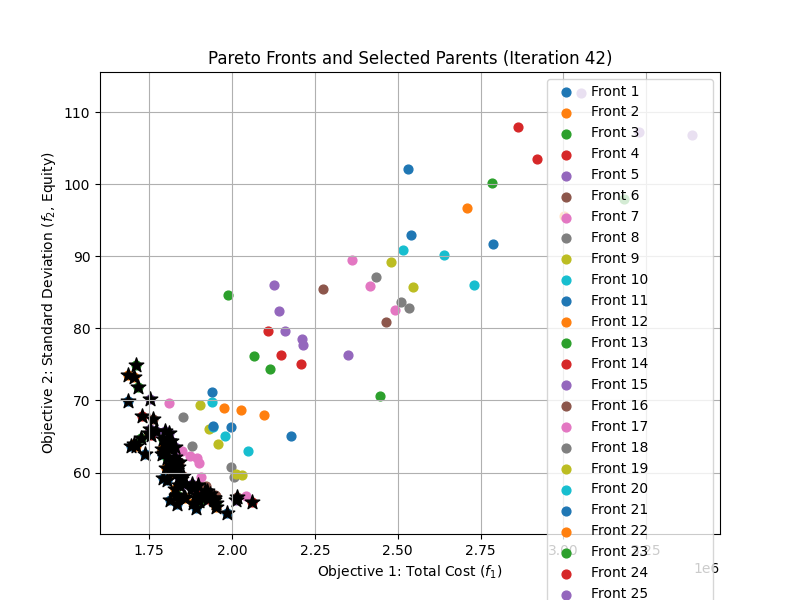 Pareto Fronts and Selected Parents (Iteration 42)
Objective 2: Standard Deviation (f₂, Equity)
110
100
90
80
70
60
1.75
2.00
2.25
2.50
2.75
3.00
1e6
Objective 1: Total Cost (f₁)
Front 1
Front 2
Front 3
Front 4
Front 5
Front 6
Front 7
Front 8
Front 9
Front 10
Front 11
Front 12
Front 13
Front 14
Front 15
Front 16
Front 17
Front 18
Front 19
Front 20
Front 21
Front 22
Front 23
Front 24
Front 25